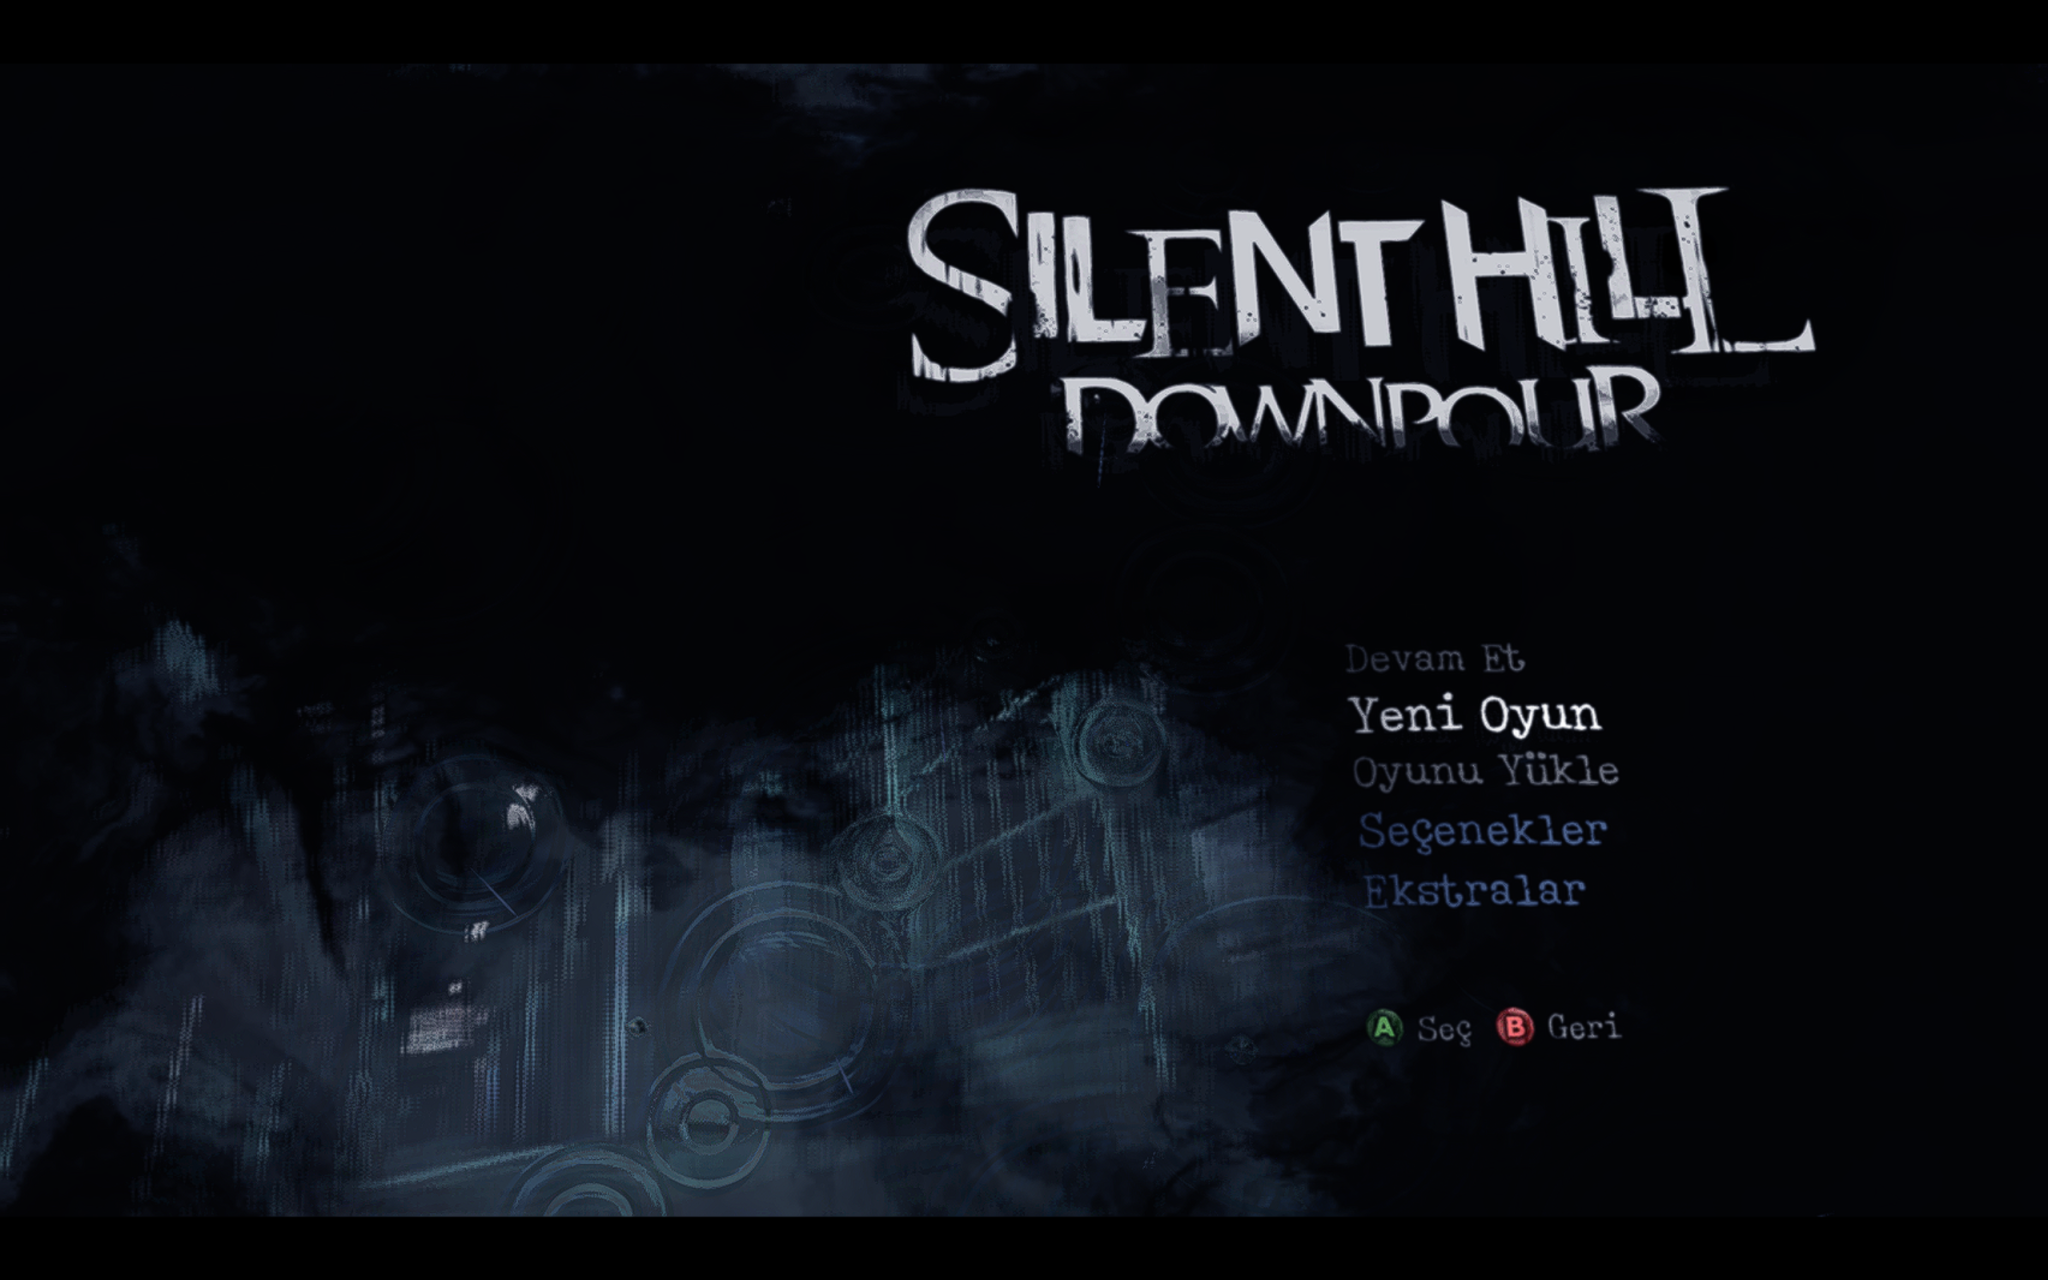 SILENT HILL
DOWNPOUR
Devam Et
Yeni Oyun
Oyunu Yükle
Seçenekler
Ekstralar
A Seç B Geri